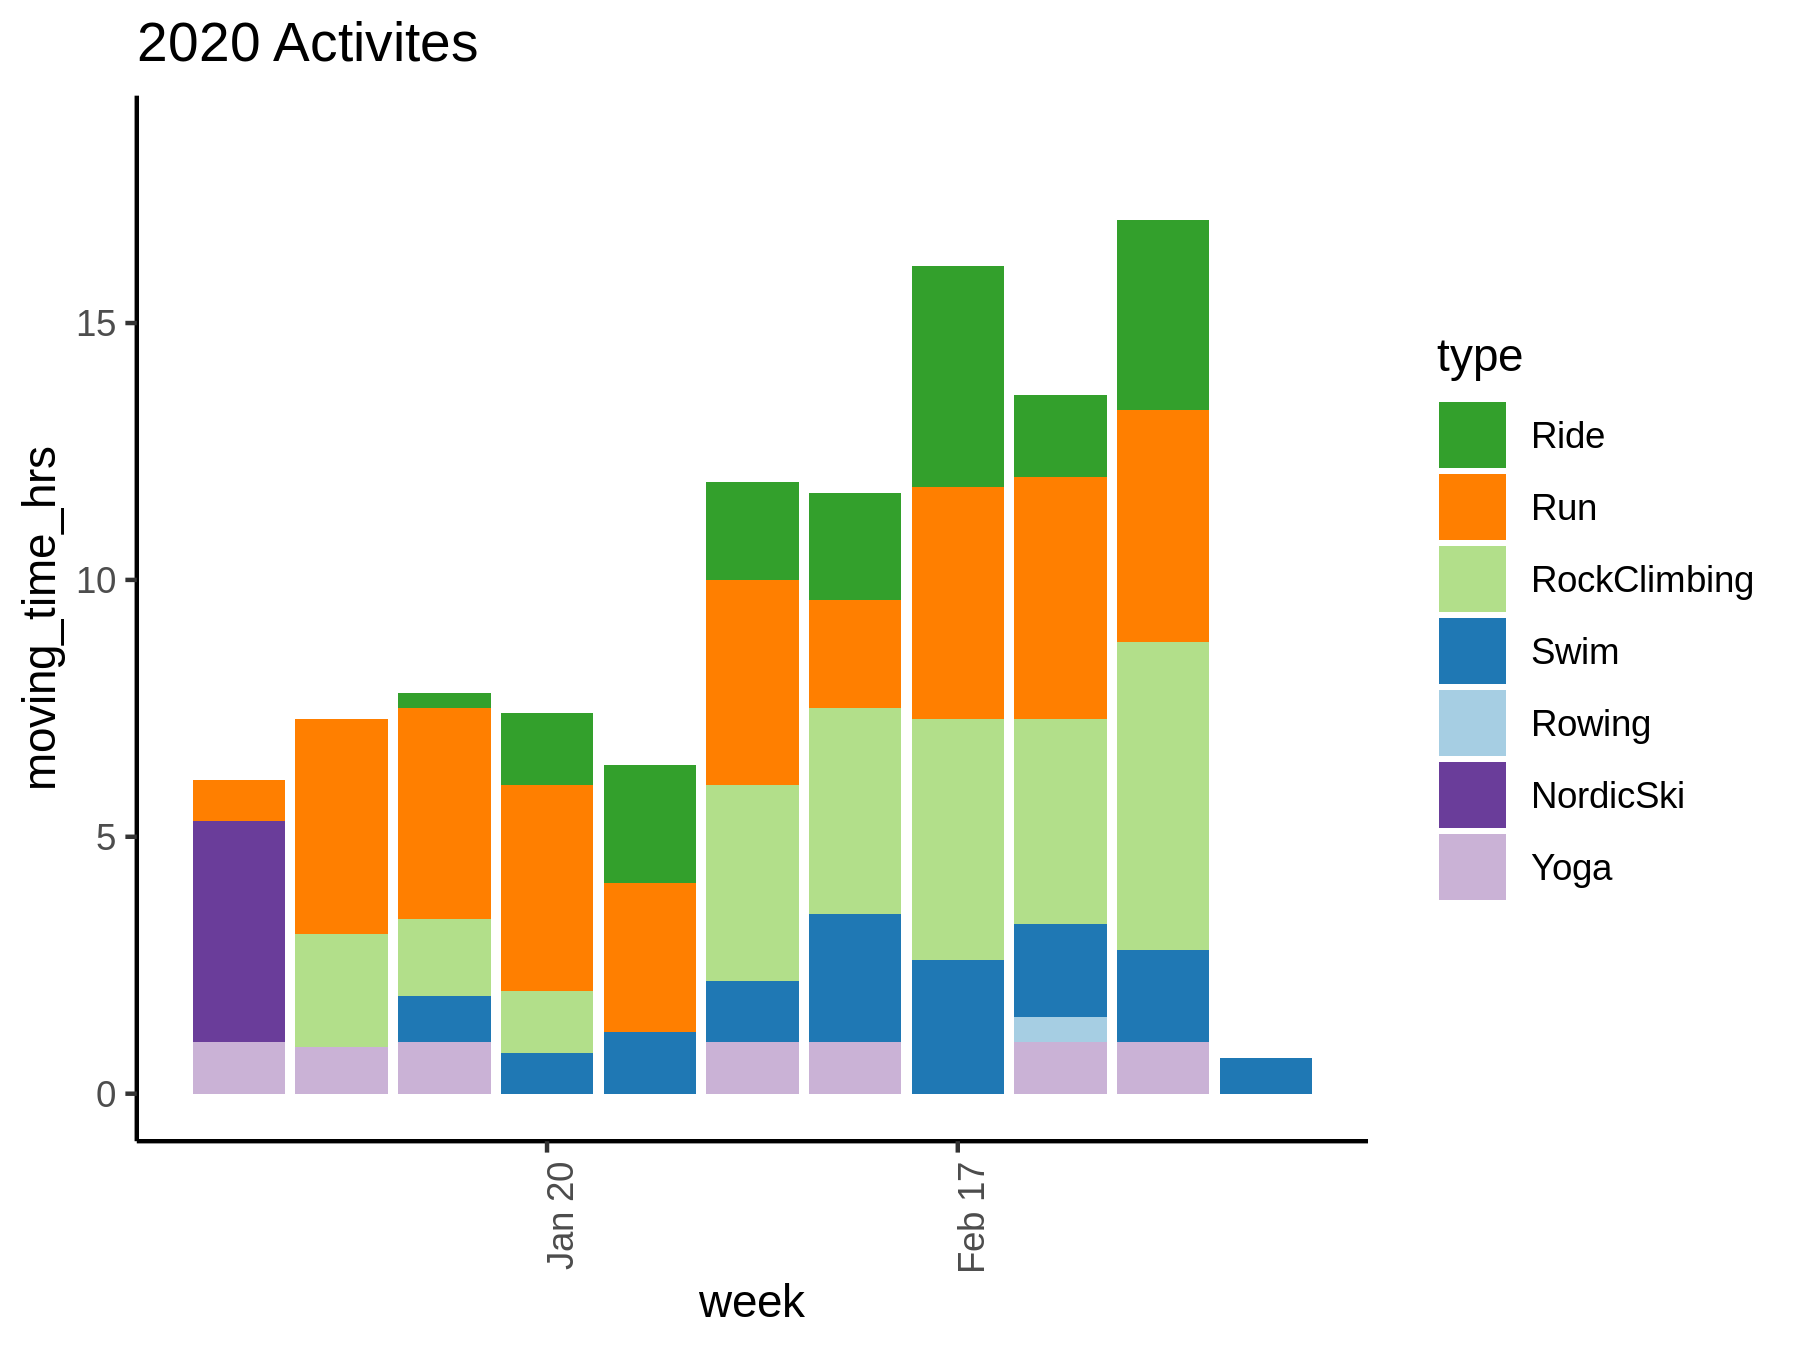 2020 Activites
moving_time_hrs
15
10
5
0
Jan 20
Feb 17
week
type
Ride
Run
RockClimbing
Swim
Rowing
NordicSki
Yoga